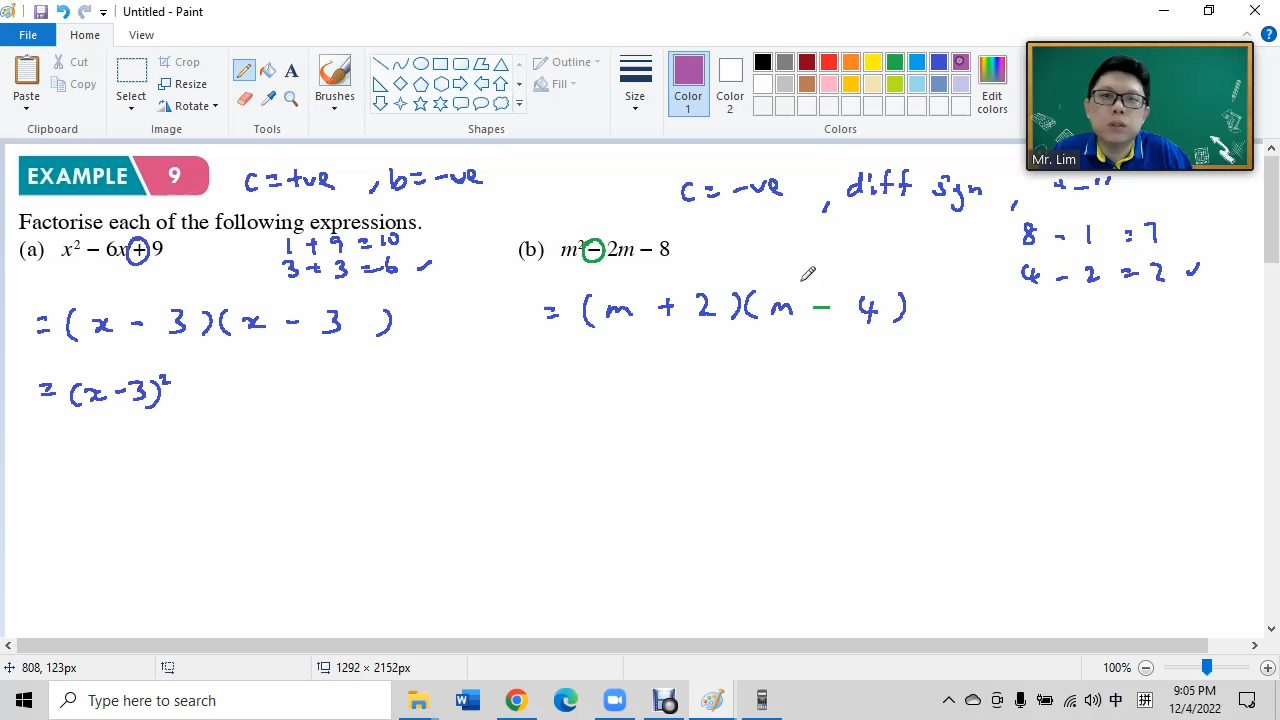 Untitled - Paint
File Home View
Paste
Cut
Copy
Clipboard
Select
Crop
Resize
Rotate
Image
A
Tools
Brushes
Shapes
Outline
Fill
Size
Color 1
Color 2
Edit colors
Colors
Mr. Lim
EXAMPLE 9
c = +ve , b = -ve
c = -ve , diff sign , "-"
Factorise each of the following expressions.
(a) x² − 6x + 9
1 + 9 = 10
3 + 3 = 6 ✓
= (x - 3)(x - 3 )
= (x - 3)²
(b) m² − 2m − 8
8 - 1 = 7
4 - 2 = 2 ✓
= (m + 2)(m - 4 )
808, 123px
1292 × 2152px
100%
Type here to search
中
拼
9:05 PM
12/4/2022